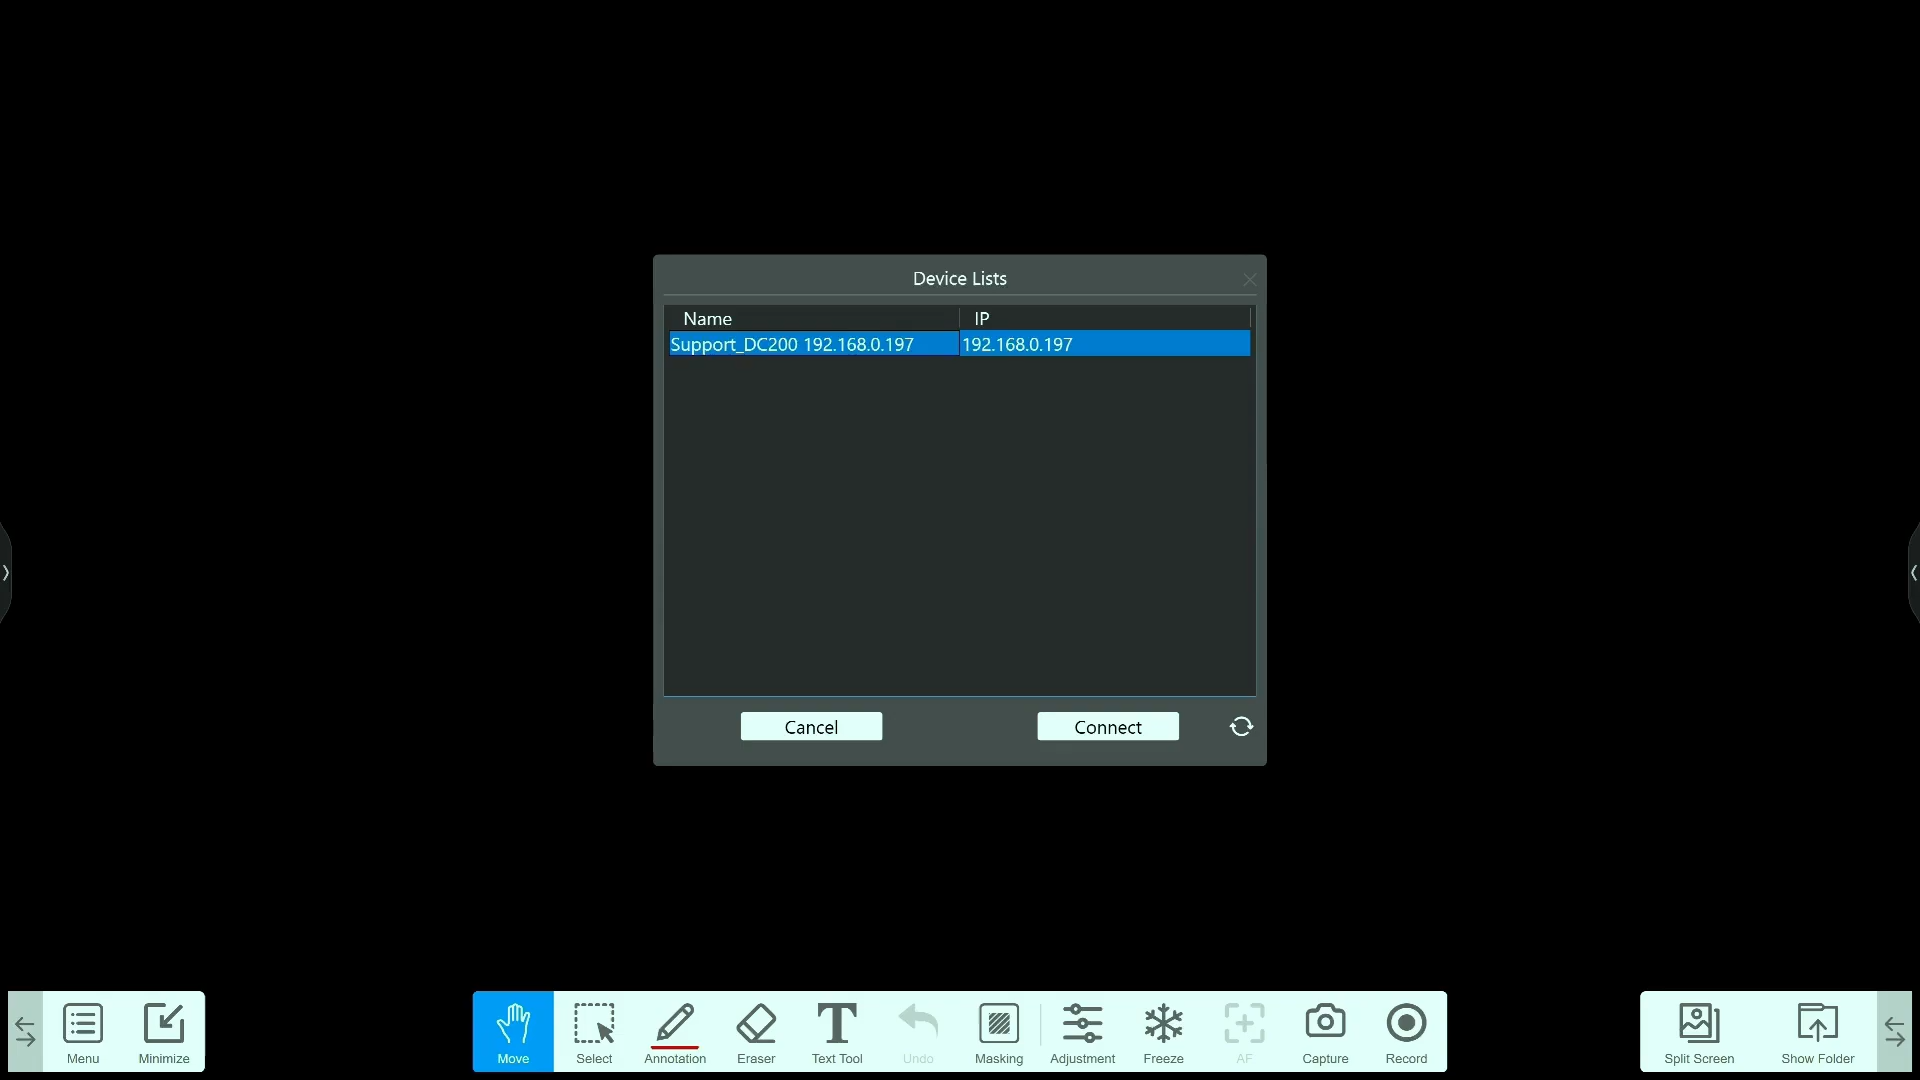 Device Lists
Name IP
Support_DC200 192.168.0.197 192.168.0.197
Cancel Connect
Menu Minimize Move Select Annotation Eraser Text Tool Undo Masking Adjustment Freeze AF Capture Record Split Screen Show Folder